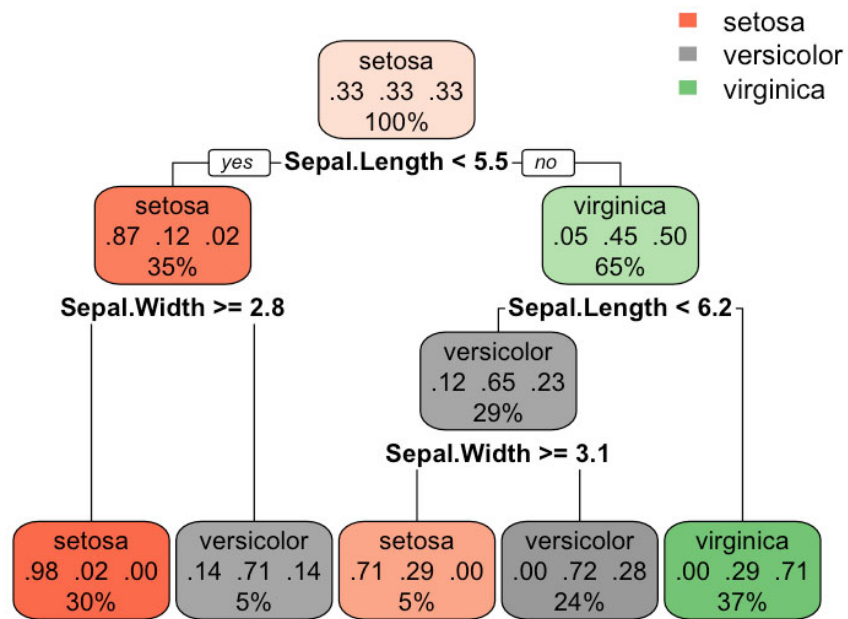 setosa
versicolor
virginica
setosa
.33 .33 .33
100%
yes Sepal.Length < 5.5 no
setosa
.87 .12 .02
35%
virginica
.05 .45 .50
65%
Sepal.Width >= 2.8
Sepal.Length < 6.2
versicolor
.12 .65 .23
29%
Sepal.Width >= 3.1
setosa
.98 .02 .00
30%
versicolor
.14 .71 .14
5%
setosa
.71 .29 .00
5%
versicolor
.00 .72 .28
24%
virginica
.00 .29 .71
37%